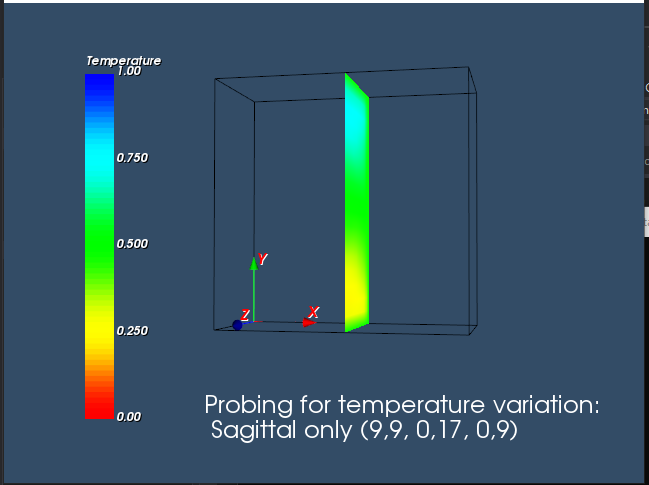 Temperature
1.00
0.750
0.500
0.250
0.00
Y
Z
X
Probing for temperature variation:
Sagittal only (9,9, 0,17, 0,9)